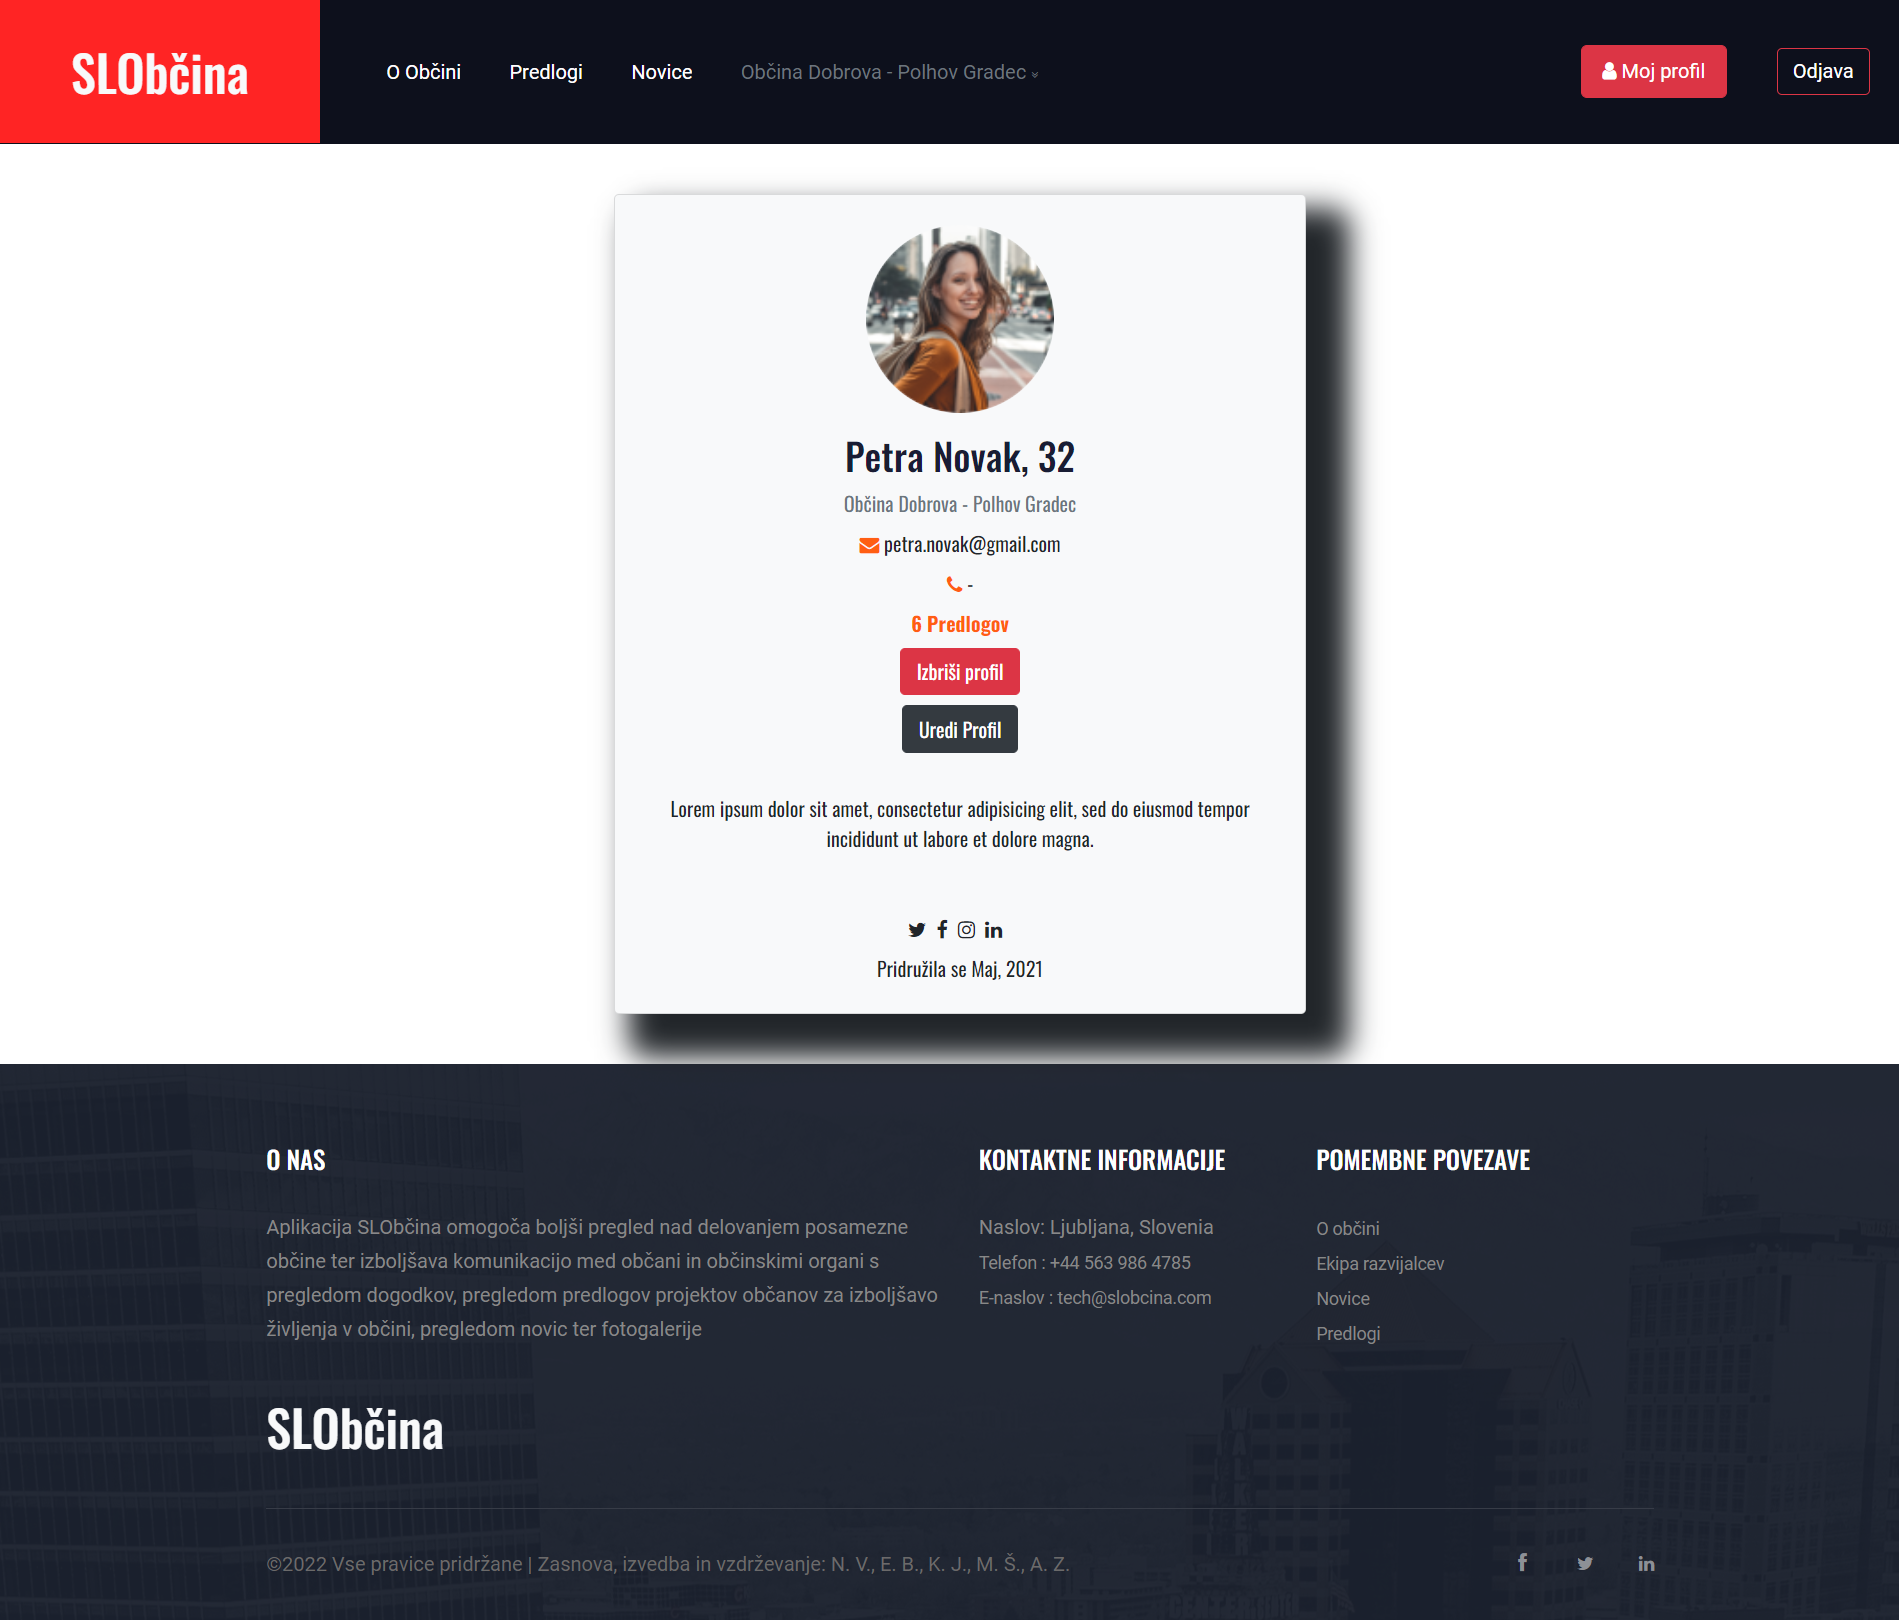 SLObčina
O Občini
Predlogi
Novice
Občina Dobrova - Polhov Gradec
Moj profil
Odjava
Petra Novak, 32
Občina Dobrova - Polhov Gradec
petra.novak@gmail.com
-
6 Predlogov
Izbriši profil
Uredi Profil
Lorem ipsum dolor sit amet, consectetur adipisicing elit, sed do eiusmod tempor
incididunt ut labore et dolore magna.
Pridružila se Maj, 2021
O NAS
Aplikacija SLObčina omogoča boljši pregled nad delovanjem posamezne
občine ter izboljšava komunikacijo med občani in občinskimi organi s
pregledom dogodkov, pregledom predlogov projektov občanov za izboljšavo
življenja v občini, pregledom novic ter fotogalerije
SLObčina
KONTAKTNE INFORMACIJE
Naslov: Ljubljana, Slovenia
Telefon : +44 563 986 4785
E-naslov : tech@slobcina.com
POMEMBNE POVEZAVE
O občini
Ekipa razvijalcev
Novice
Predlogi
©2022 Vse pravice pridržane | Zasnova, izvedba in vzdrževanje: N. V., E. B., K. J., M. Š., A. Z.